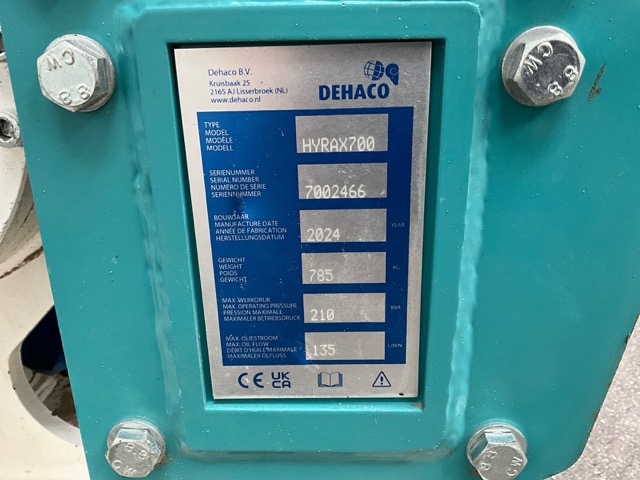 Dehaco B.V.
Kruisbaak 25
2165 AJ Lisserbroek (NL)
www.dehaco.nl
DEHACO
TYPE
MODEL
MODÈLE
MODELL
HYRAX700
SERIENUMMER
SERIAL NUMBER
NUMÉRO DE SÉRIE
SERIENNUMMER
7002466
BOUWJAAR
MANUFACTURE DATE
ANNÉE DE FABRICATION
HERSTELLUNGSDATUM
2024
YEAR
GEWICHT
WEIGHT
POIDS
GEWICHT
785
KG
MAX. WERKDRUK
MAX. OPERATING PRESSURE
PRESSION MAXIMALE
MAXIMALER BETRIEBSDRUCK
210
BAR
MAX. OLIESTROOM
MAX. OIL FLOW
DÉBIT D'HUILE MAXIMALE
MAXIMALER ÖLFLUSS
135
L/MIN
CE UK
CA
CW
8.8
CW
8.8
CW
8.8
CW
8.8